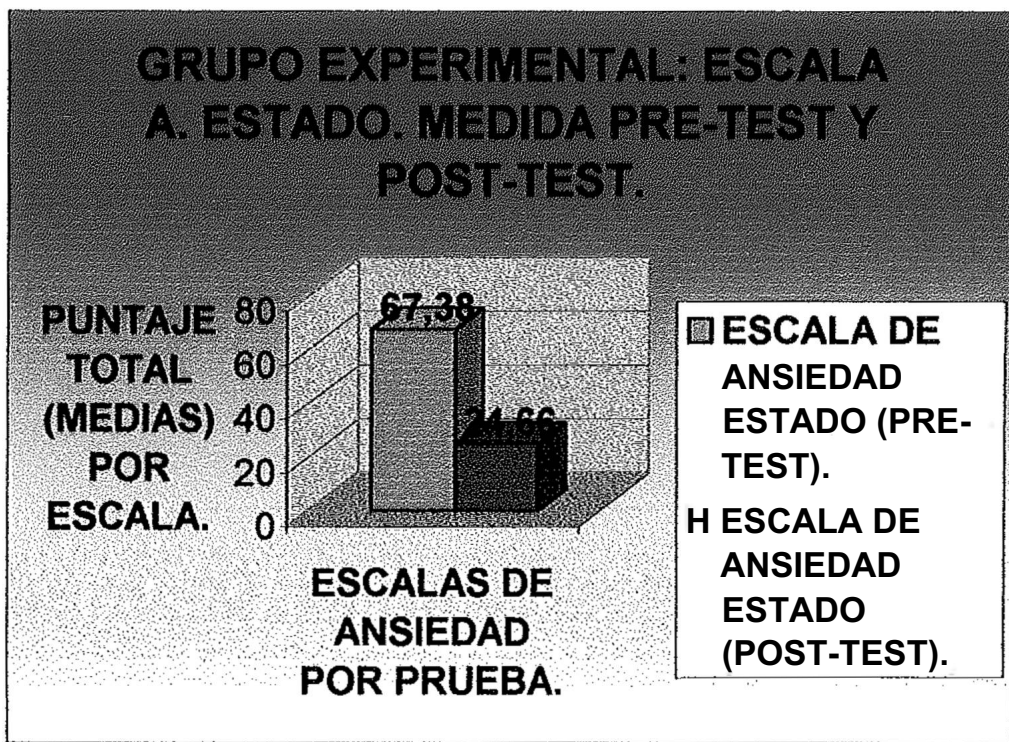 GRUPO EXPERIMENTAL: ESCALA
A. ESTADO. MEDIDA PRE-TEST Y
POST-TEST.
PUNTAJE
TOTAL
(MEDIAS)
POR
ESCALA.
80
60
40
20
0
67,38
24,66
ESCALAS DE
ANSIEDAD
POR PRUEBA.
ESCALA DE
ANSIEDAD
ESTADO (PRE-
TEST).
H ESCALA DE
ANSIEDAD
ESTADO
(POST-TEST).